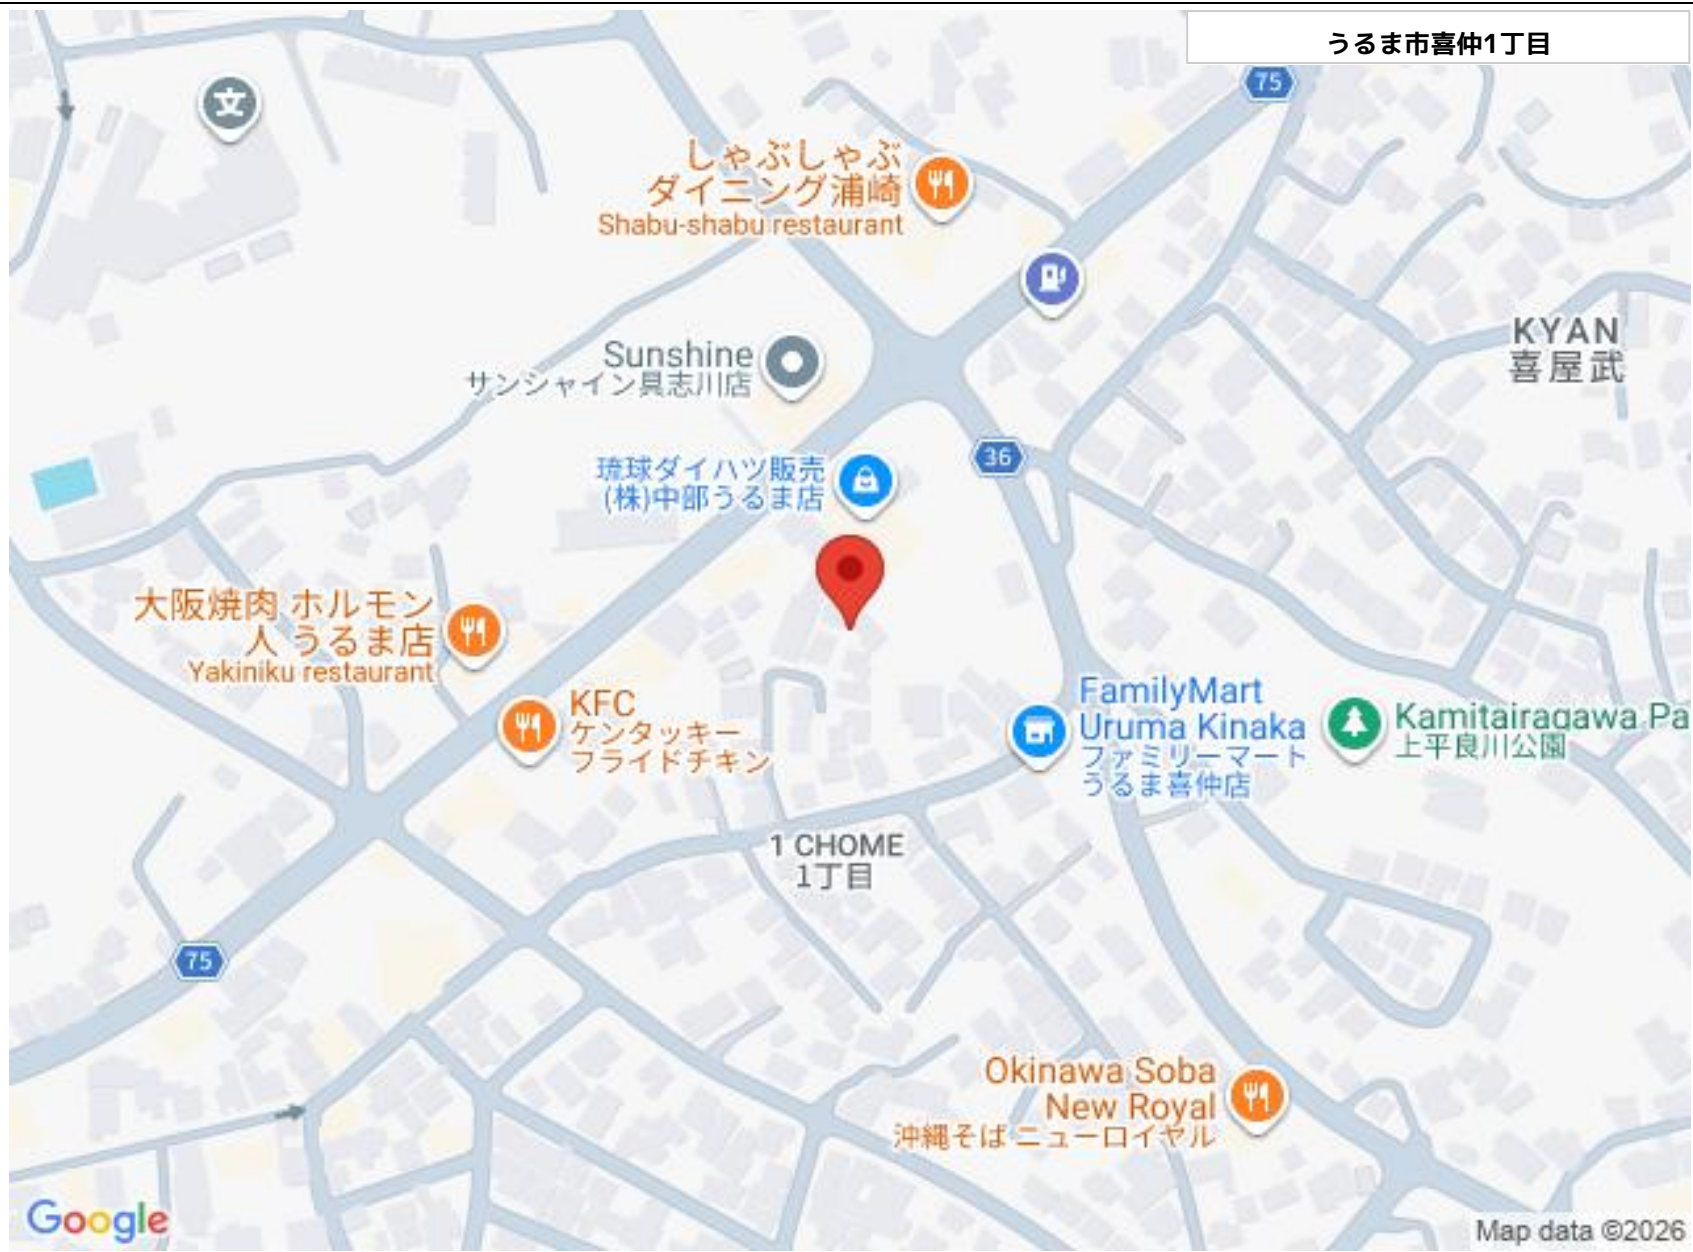 うるま市喜仲1丁目
75
文
しゃぶしゃぶ
ダイニング浦崎
Shabu-shabu restaurant
KYAN
喜屋武
Sunshine
サンシャイン具志川店
36
琉球ダイハツ販売
(株)中部うるま店
大阪焼肉 ホルモン
人 うるま店
Yakiniku restaurant
KFC
ケンタッキー
フライドチキン
FamilyMart
Uruma Kinaka
ファミリーマート
うるま喜仲店
Kamitairagawa Pa
上平良川公園
1 CHOME
1丁目
75
Okinawa Soba
New Royal
沖縄そば ニューロイヤル
Google
Map data ©2026